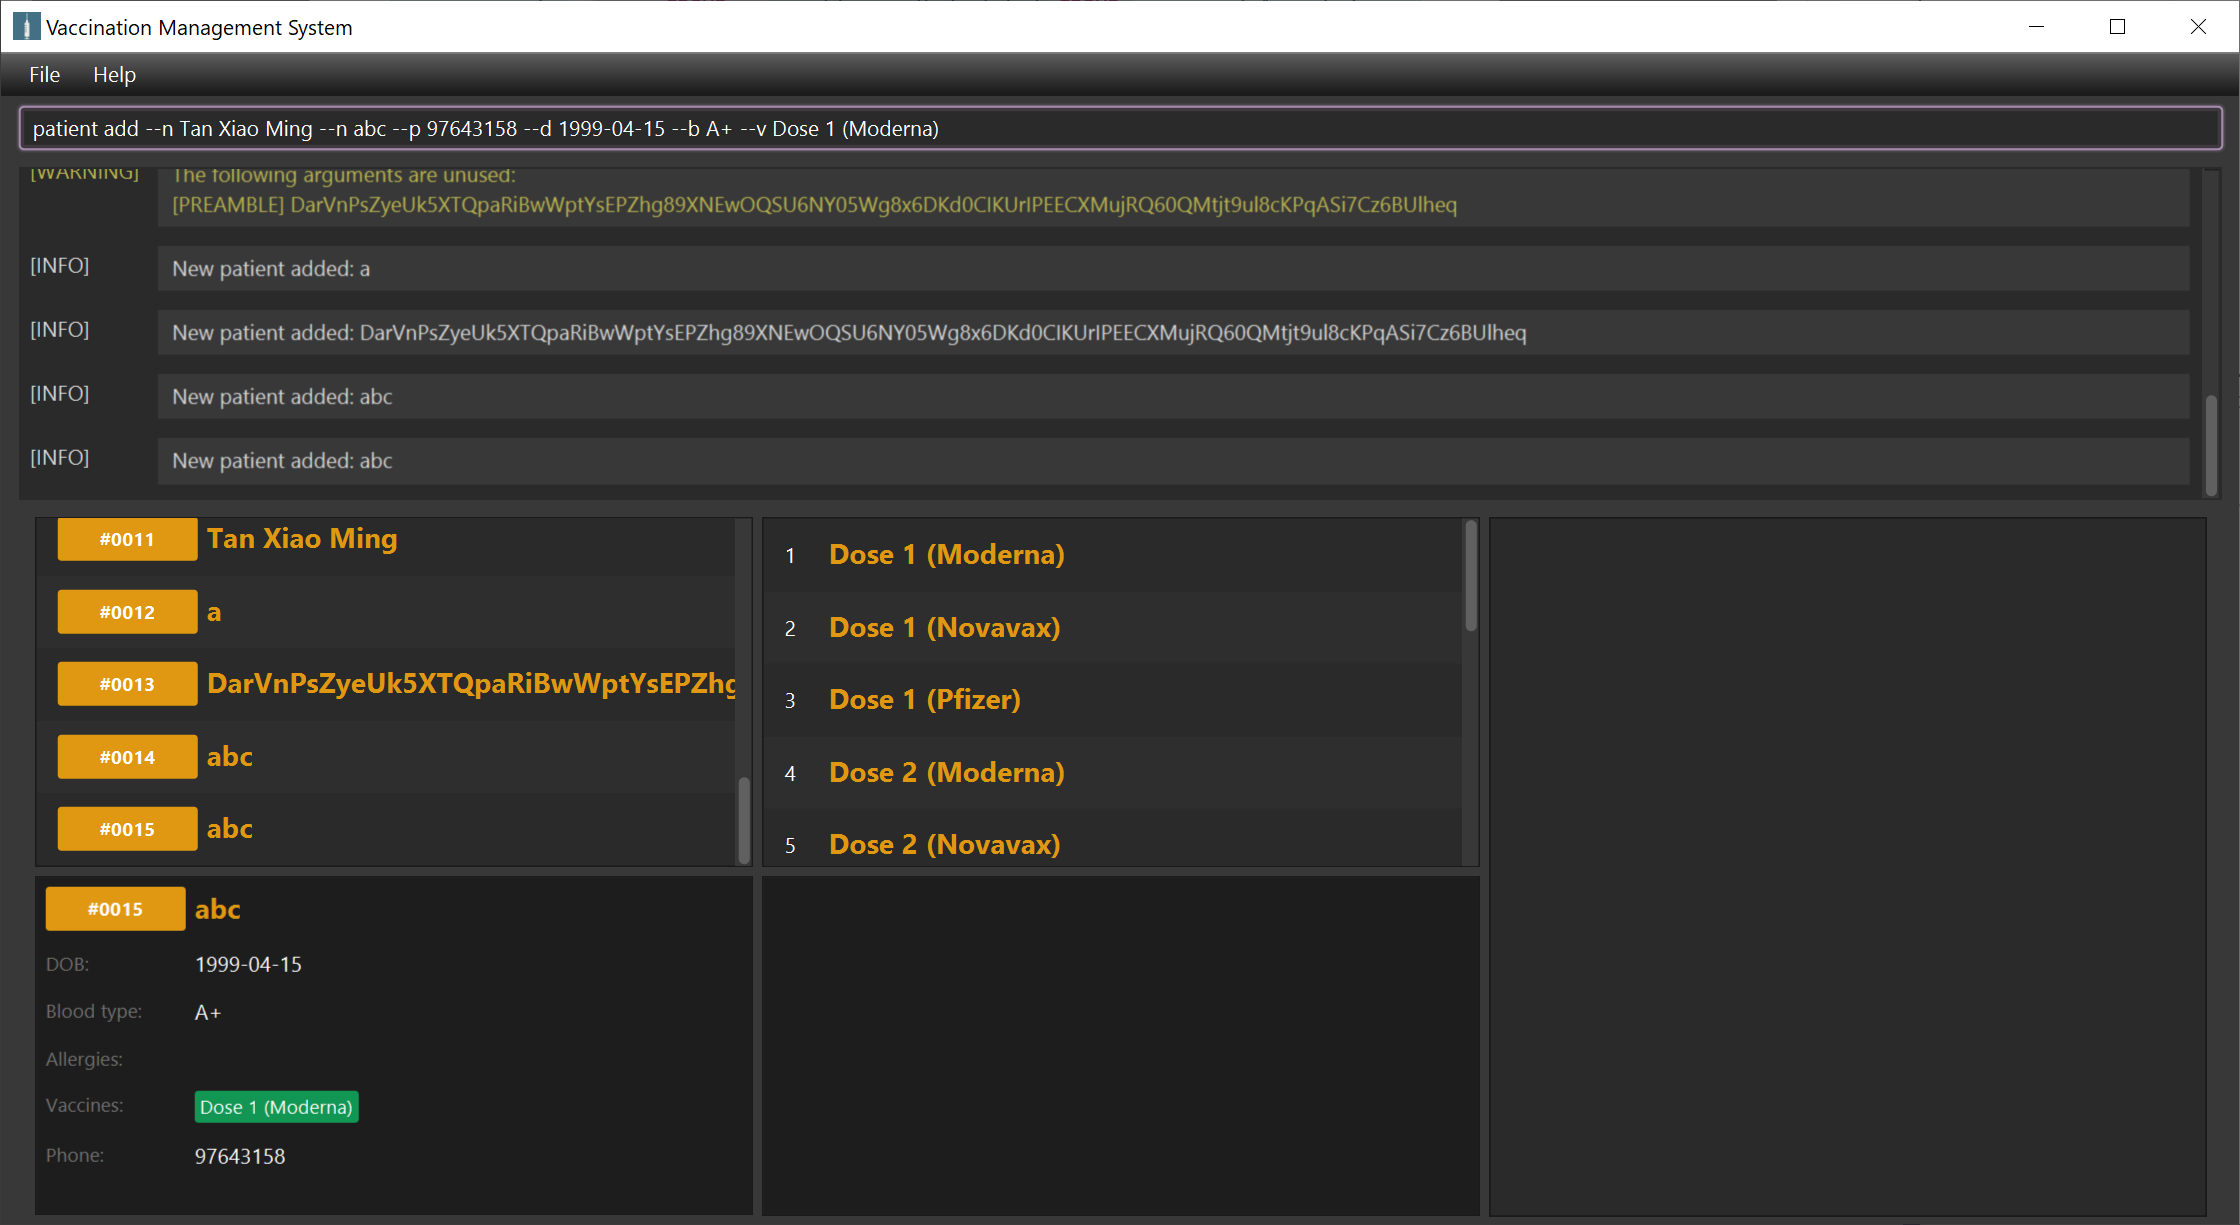 Vaccination Management System
File Help
patient add --n Tan Xiao Ming --n abc --p 97643158 --d 1999-04-15 --b A+ --v Dose 1 (Moderna)
[WARNING] The following arguments are unused:
[PREAMBLE] DarVnPsZyeUk5XTQpaRiBwWptYsEPZhg89XNEwOQSU6NY05Wg8x6DKd0CIKUrIPEECXMujRQ60QMtjt9ul8cKPqASi7Cz6BUlheq
[INFO] New patient added: a
[INFO] New patient added: DarVnPsZyeUk5XTQpaRiBwWptYsEPZhg89XNEwOQSU6NY05Wg8x6DKd0CIKUrIPEECXMujRQ60QMtjt9ul8cKPqASi7Cz6BUlheq
[INFO] New patient added: abc
[INFO] New patient added: abc
#0011 Tan Xiao Ming
#0012 a
#0013 DarVnPsZyeUk5XTQpaRiBwWptYsEPZhg
#0014 abc
#0015 abc
1 Dose 1 (Moderna)
2 Dose 1 (Novavax)
3 Dose 1 (Pfizer)
4 Dose 2 (Moderna)
5 Dose 2 (Novavax)
#0015 abc
DOB: 1999-04-15
Blood type: A+
Allergies:
Vaccines: Dose 1 (Moderna)
Phone: 97643158